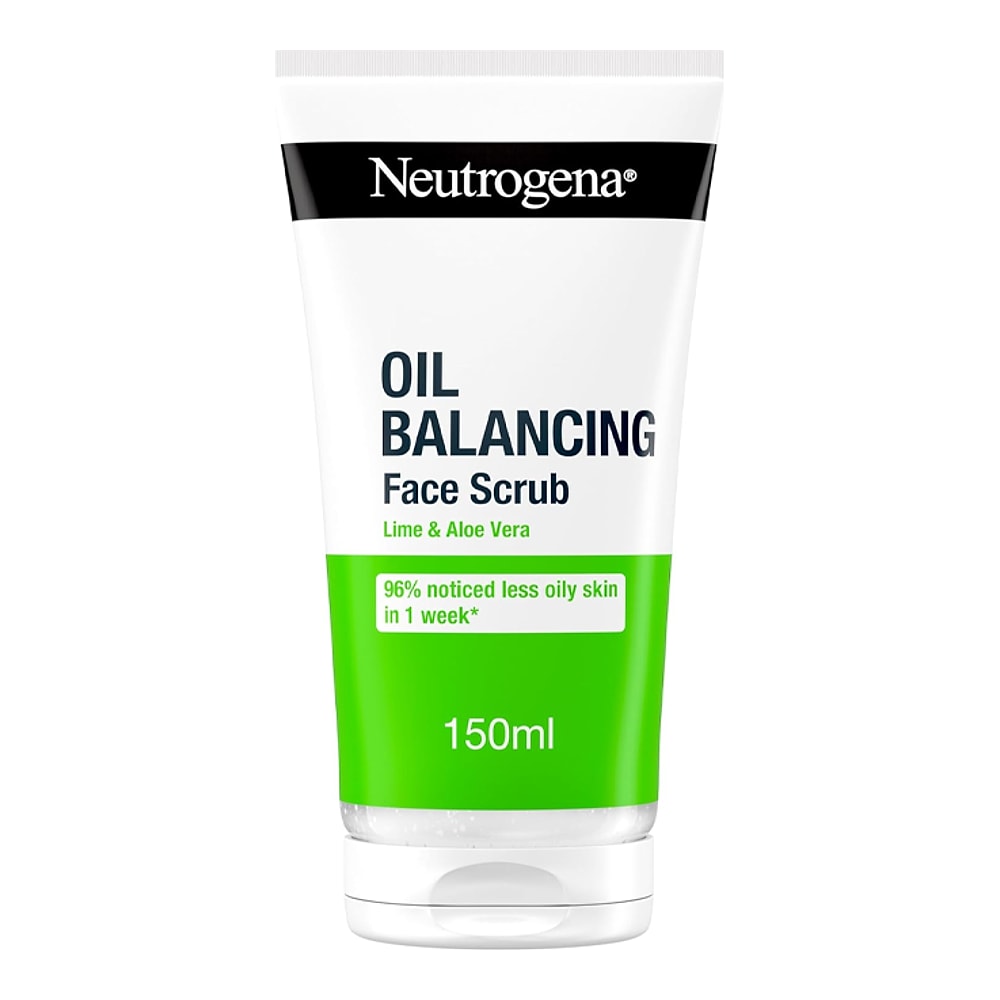 Neutrogena®
OIL
BALANCING
Face Scrub
Lime & Aloe Vera
96% noticed less oily skin
in 1 week*
150ml